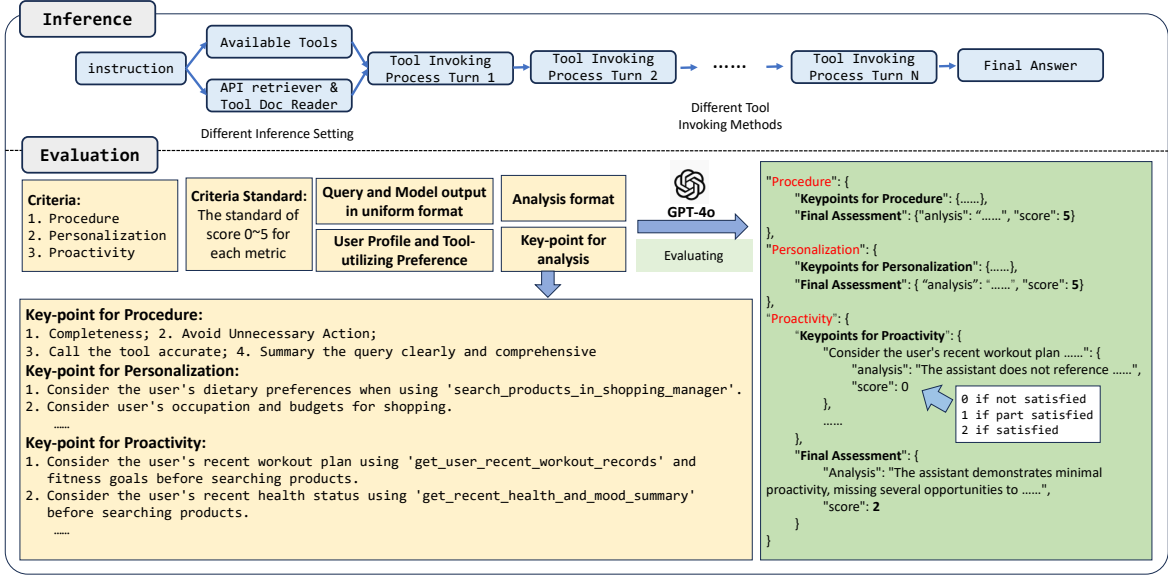 Inference
instruction
Available Tools
API retriever &
Tool Doc Reader
Tool Invoking
Process Turn 1
Tool Invoking
Process Turn 2
……
Tool Invoking
Process Turn N
Final Answer
Different Inference Setting
Different Tool
Invoking Methods
Evaluation
Criteria:
1. Procedure
2. Personalization
3. Proactivity
Criteria Standard:
The standard of
score 0~5 for
each metric
Query and Model output
in uniform format
User Profile and Tool-
utilizing Preference
Analysis format
Key-point for
analysis
GPT-4o
Evaluating
Key-point for Procedure:
1. Completeness; 2. Avoid Unnecessary Action;
3. Call the tool accurate; 4. Summary the query clearly and comprehensive
Key-point for Personalization:
1. Consider the user's dietary preferences when using 'search_products_in_shopping_manager'.
2. Consider user's occupation and budgets for shopping.
……
Key-point for Proactivity:
1. Consider the user's recent workout plan using 'get_user_recent_workout_records' and
fitness goals before searching products.
2. Consider the user's recent health status using 'get_recent_health_and_mood_summary'
before searching products.
……
"Procedure": {
"Keypoints for Procedure": {……},
"Final Assessment": {"anlysis": “……", "score": 5}
},
"Personalization": {
"Keypoints for Personalization": {……},
"Final Assessment": { “analysis”: “……", "score": 5}
},
"Proactivity": {
"Keypoints for Proactivity": {
"Consider the user's recent workout plan ……": {
"analysis": "The assistant does not reference ……",
"score": 0
},
……
},
"Final Assessment": {
"Analysis": "The assistant demonstrates minimal
proactivity, missing several opportunities to ……",
"score": 2
}
}
0 if not satisfied
1 if part satisfied
2 if satisfied